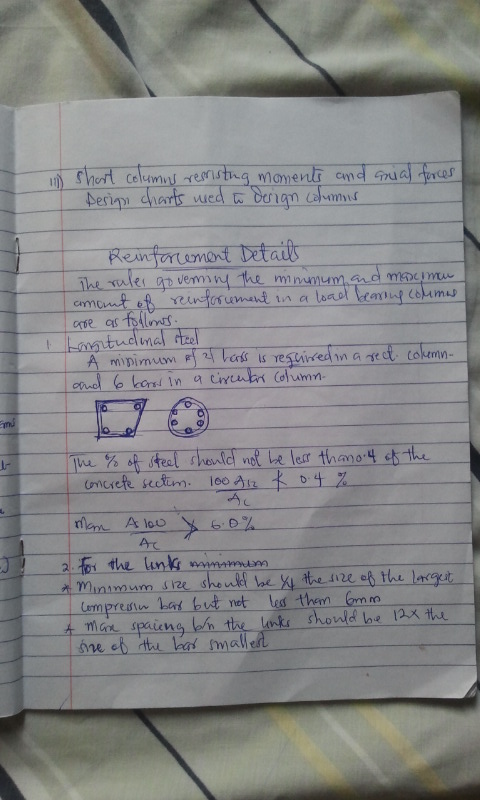 III) Short columns resisting moments and axial forces
Design charts used to design columns
Reinforcement Details
The rules governing the minimum and maximum
amount of reinforcement in a load bearing columns
are as follows.
1. Longitudinal steel
A minimum of 4 bars is required in a rect. column
and 6 bars in a circular column.
The % of steel should not be less than 0.4 of the
concrete section. 100 A / Ac ≮ 0.4 %
Max As 100 / Ac ≯ 6.0%
2. For the links minimum
* Minimum size should be 1/4 the size of the largest
compression bar but not less than 6mm
* Max spacing b/n the links should be 12x the
size of the bar smallest